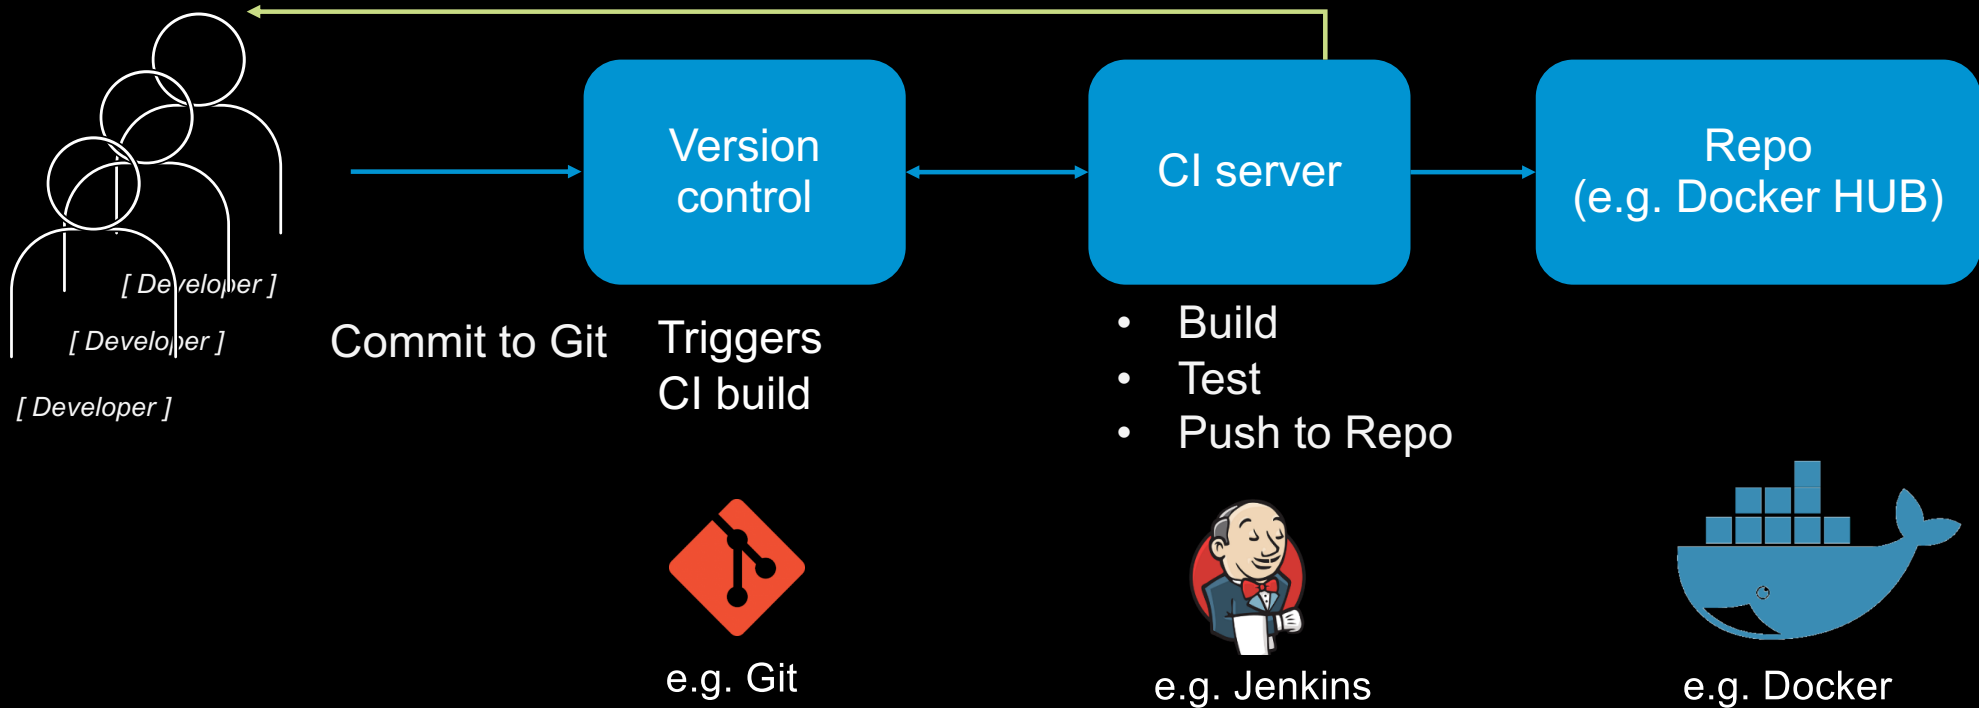 [ Developer ]
[ Developer ]
[ Developer ]
Commit to Git
Version
control
Triggers
CI build
e.g. Git
CI server
• Build
• Test
• Push to Repo
e.g. Jenkins
Repo
(e.g. Docker HUB)
e.g. Docker